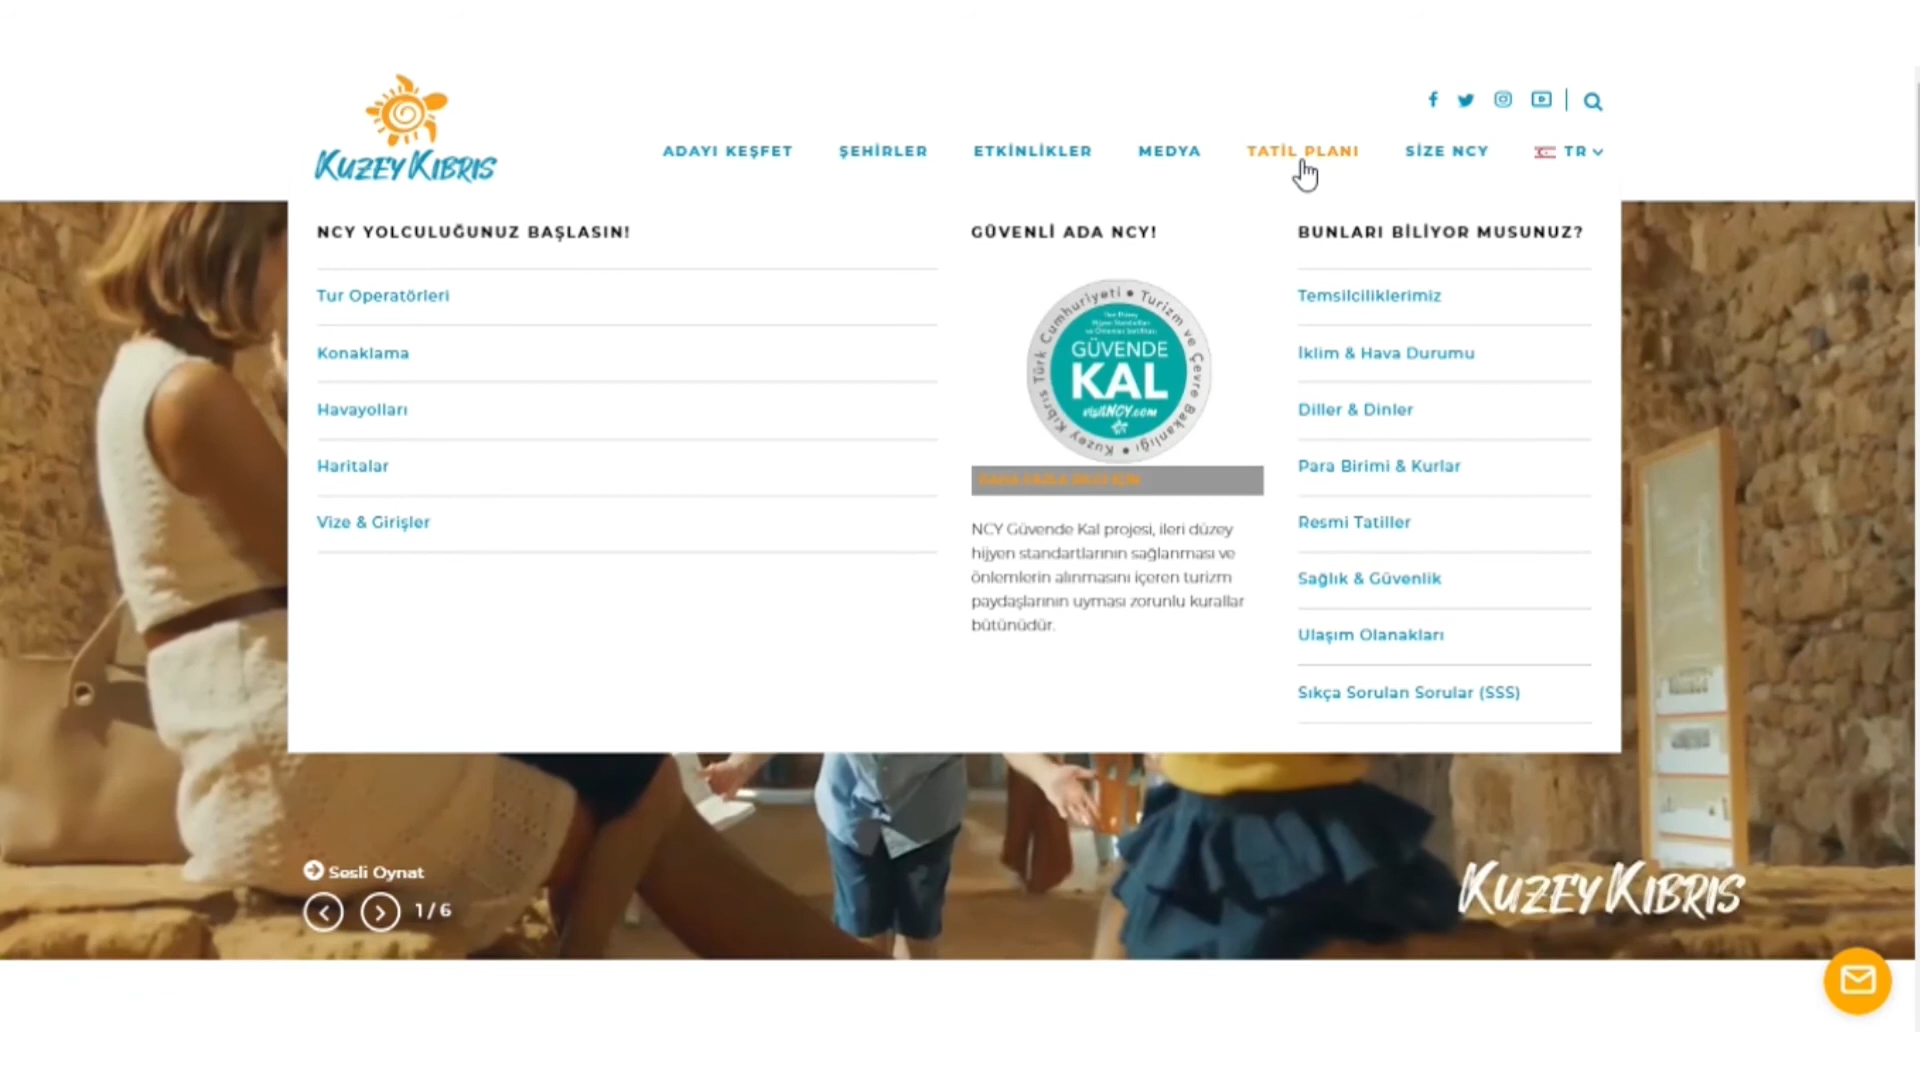 KUZEY KIBRIS
ADAYI KEŞFET
ŞEHİRLER
ETKİNLİKLER
MEDYA
TATİL PLANI
SİZE NCY
TR
NCY YOLCULUĞUNUZ BAŞLASIN!
Tur Operatörleri
Konaklama
Havayolları
Haritalar
Vize & Girişler
GÜVENLİ ADA NCY!
Kuzey Kıbrıs Türk Cumhuriyeti • Turizm ve Çevre Bakanlığı •
GÜVENDE
KAL
visitNCY.com
NCY Güvende Kal projesi, ileri düzey
hijyen standartlarının sağlanması ve
önlemlerin alınmasını içeren turizm
paydaşlarının uyması zorunlu kurallar
bütünüdür.
BUNLARI BİLİYOR MUSUNUZ?
Temsilciliklerimiz
İklim & Hava Durumu
Diller & Dinler
Para Birimi & Kurlar
Resmi Tatiller
Sağlık & Güvenlik
Ulaşım Olanakları
Sıkça Sorulan Sorular (SSS)
Sesli Oynat
1/6
KUZEY KIBRIS